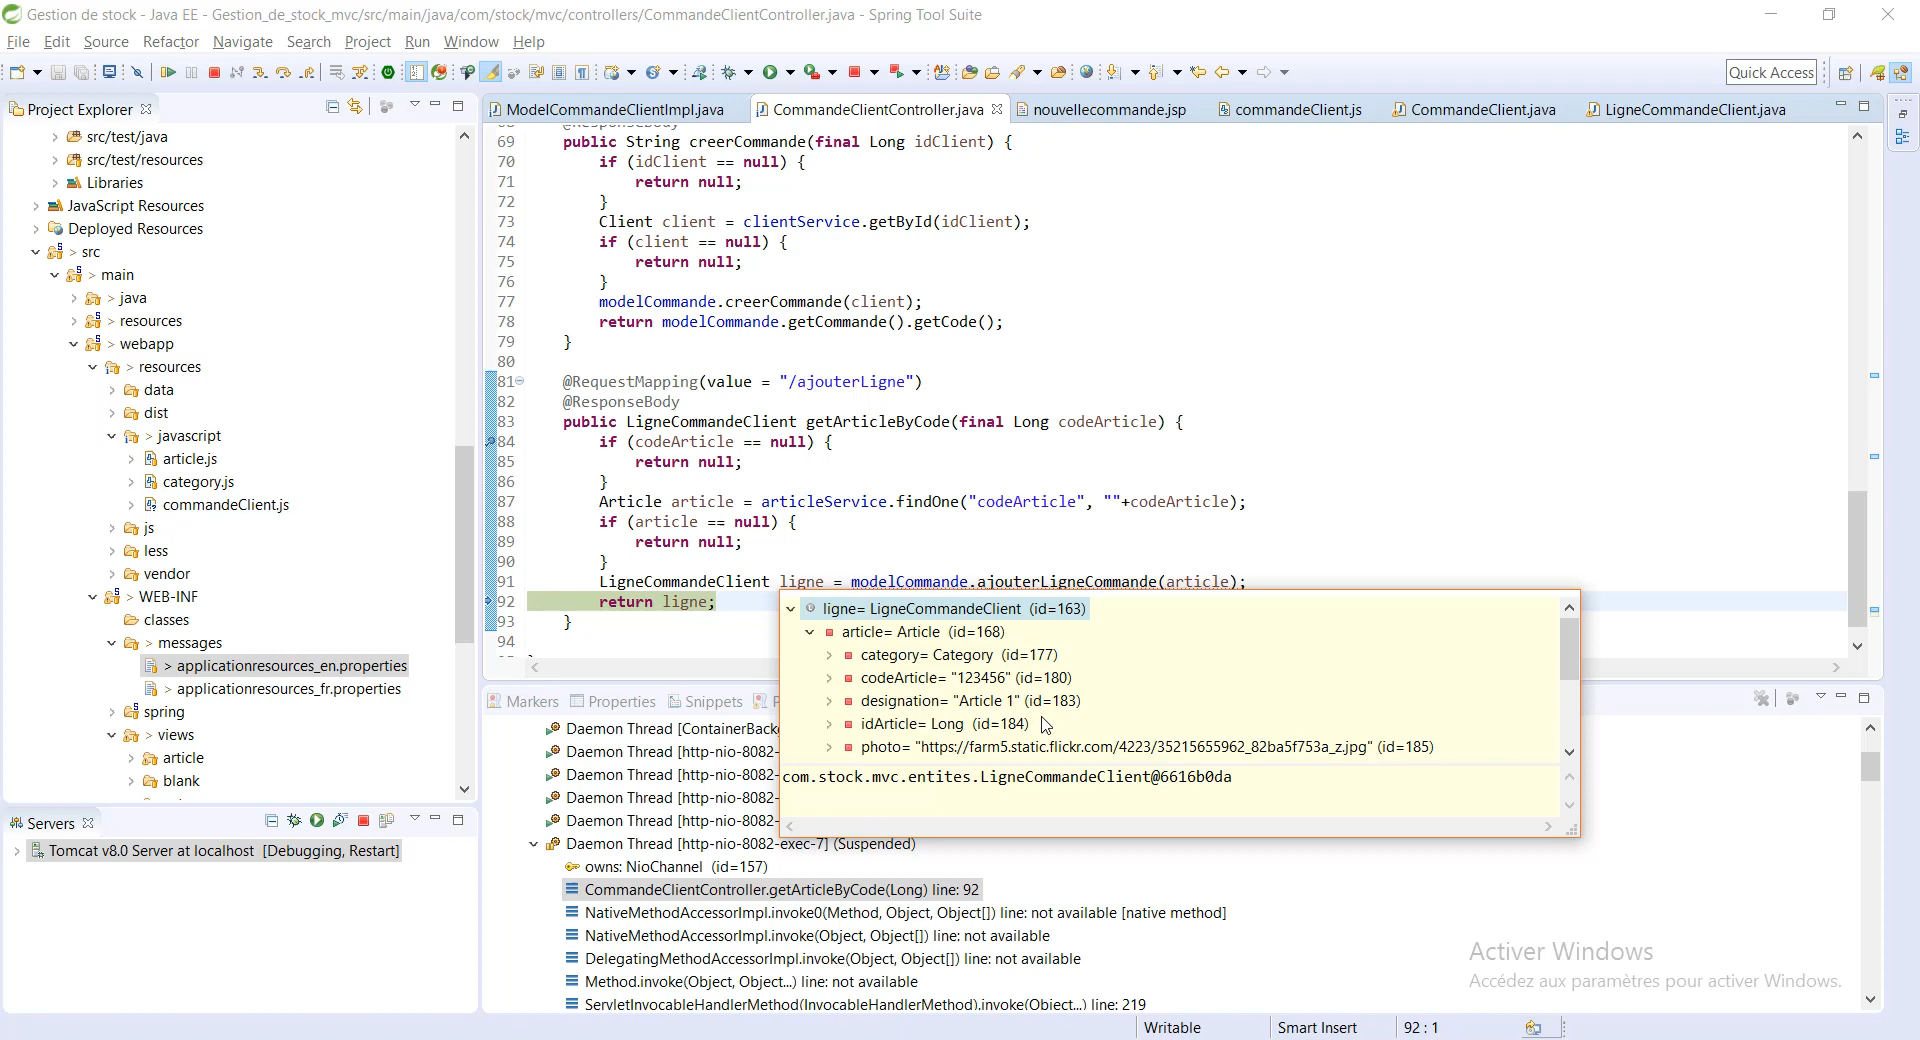 Gestion de stock - Java EE - Gestion_de_stock_mvc/src/main/java/com/stock/mvc/controllers/CommandeClientController.java - Spring Tool Suite
File Edit Source Refactor Navigate Search Project Run Window Help
Quick Access
Project Explorer
src/test/java
src/test/resources
Libraries
JavaScript Resources
Deployed Resources
> src
> main
> java
> resources
> webapp
> resources
data
dist
> javascript
article.js
category.js
commandeClient.js
js
less
vendor
> WEB-INF
classes
> messages
> applicationresources_en.properties
> applicationresources_fr.properties
> spring
> views
article
blank
Servers
Tomcat v8.0 Server at localhost [Debugging, Restart]
ModelCommandeClientImpl.java
CommandeClientController.java
nouvellecommande.jsp
commandeClient.js
CommandeClient.java
LigneCommandeClient.java
69 public String creerCommande(final Long idClient) {
70 if (idClient == null) {
71 return null;
72 }
73 Client client = clientService.getById(idClient);
74 if (client == null) {
75 return null;
76 }
77 modelCommande.creerCommande(client);
78 return modelCommande.getCommande().getCode();
79 }
80
81 @RequestMapping(value = "/ajouterLigne")
82 @ResponseBody
83 public LigneCommandeClient getArticleByCode(final Long codeArticle) {
84 if (codeArticle == null) {
85 return null;
86 }
87 Article article = articleService.findOne("codeArticle", ""+codeArticle);
88 if (article == null) {
89 return null;
90 }
91 LigneCommandeClient ligne = modelCommande.ajouterLigneCommande(article);
92 return ligne;
93 }
94
ligne= LigneCommandeClient (id=163)
article= Article (id=168)
category= Category (id=177)
codeArticle= "123456" (id=180)
designation= "Article 1" (id=183)
idArticle= Long (id=184)
photo= "https://farm5.static.flickr.com/4223/35215655962_82ba5f753a_z.jpg" (id=185)
com.stock.mvc.entites.LigneCommandeClient@6616b0da
Markers Properties Snippets
Daemon Thread [ContainerBack
Daemon Thread [http-nio-8082-
Daemon Thread [http-nio-8082-
Daemon Thread [http-nio-8082-
Daemon Thread [http-nio-8082-
Daemon Thread [http-nio-8082-exec-7] (Suspended)
owns: NioChannel (id=157)
CommandeClientController.getArticleByCode(Long) line: 92
NativeMethodAccessorImpl.invoke0(Method, Object, Object[]) line: not available [native method]
NativeMethodAccessorImpl.invoke(Object, Object[]) line: not available
DelegatingMethodAccessorImpl.invoke(Object, Object[]) line: not available
Method.invoke(Object, Object...) line: not available
ServletInvocableHandlerMethod(InvocableHandlerMethod).invoke(Object...) line: 219
Activer Windows
Accédez aux paramètres pour activer Windows.
Writable
Smart Insert
92 : 1